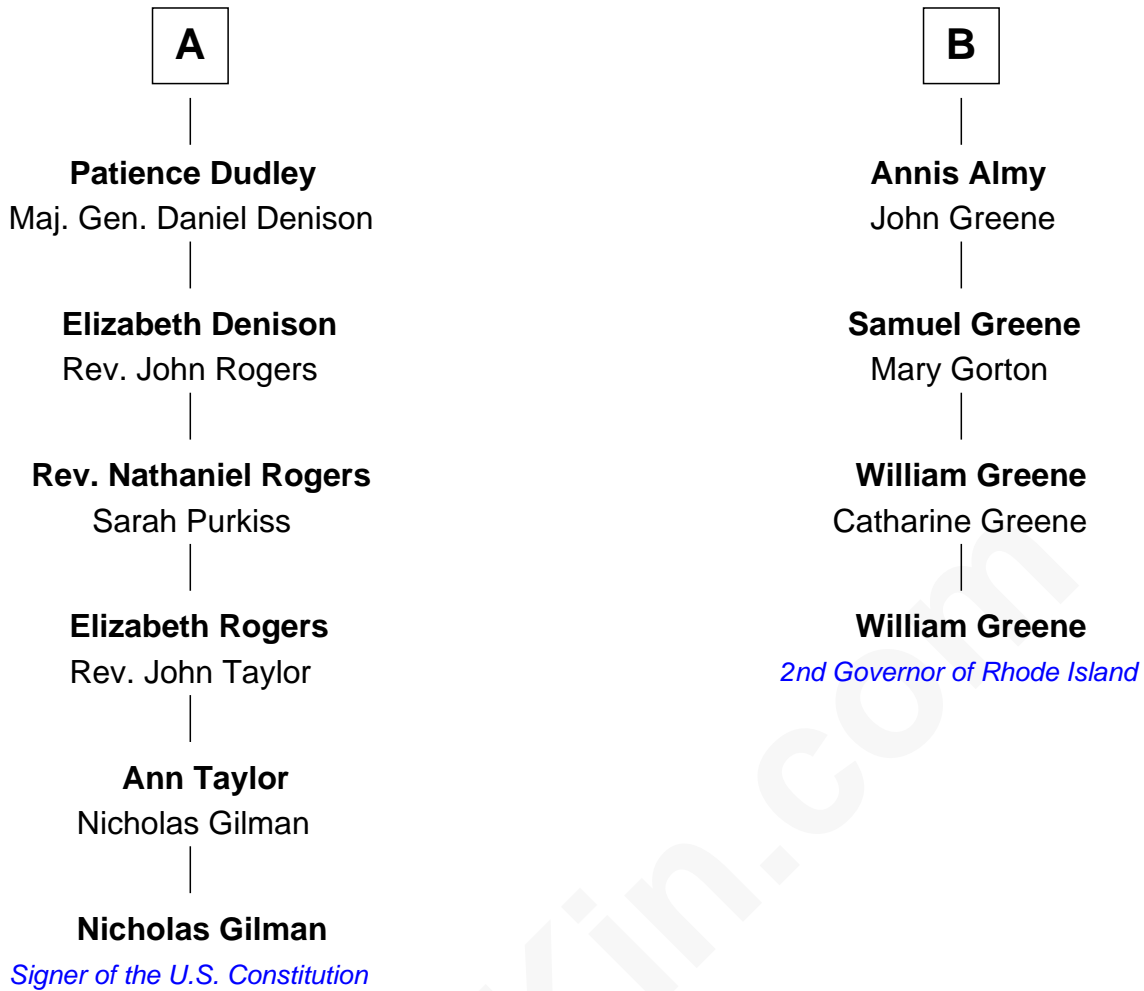 A
Patience Dudley
Maj. Gen. Daniel Denison
Elizabeth Denison
Rev. John Rogers
Rev. Nathaniel Rogers
Sarah Purkiss
Elizabeth Rogers
Rev. John Taylor
Ann Taylor
Nicholas Gilman
Nicholas Gilman
Signer of the U.S. Constitution
B
Annis Almy
John Greene
Samuel Greene
Mary Gorton
William Greene
Catharine Greene
William Greene
2nd Governor of Rhode Island